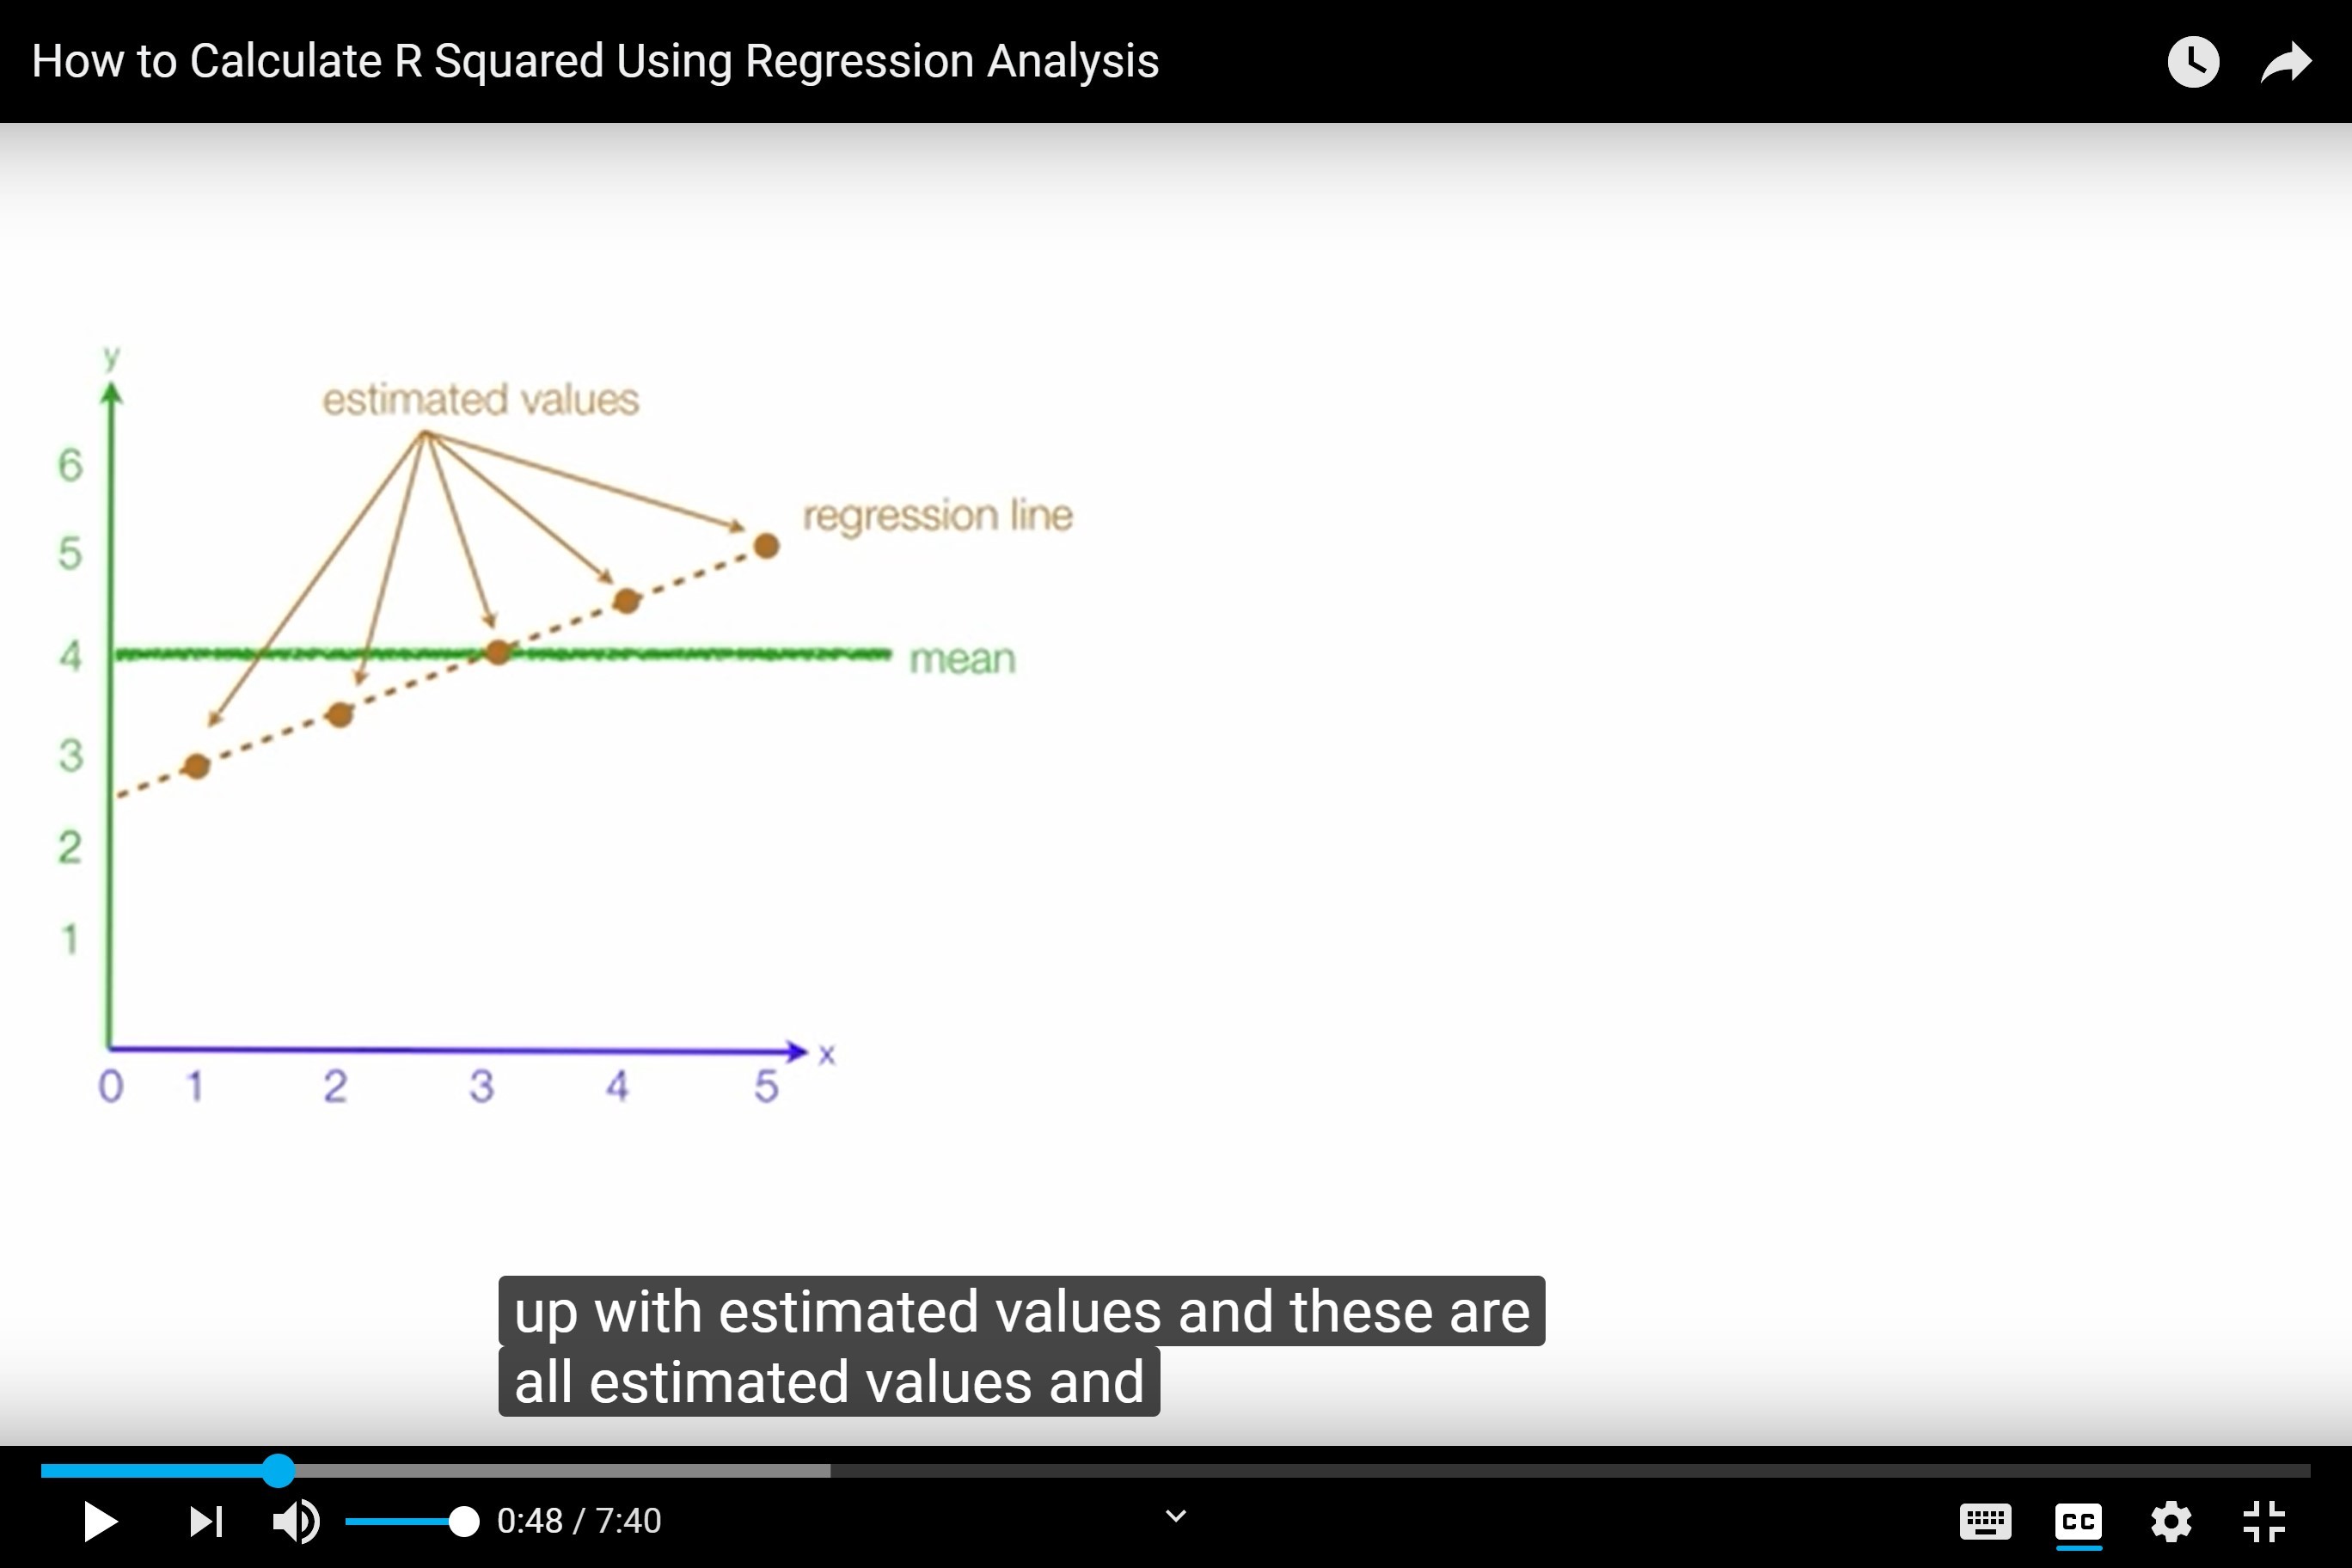 How to Calculate R Squared Using Regression Analysis
y
estimated values
6
regression line
5
4
mean
3
2
1
x
0 1 2 3 4 5
up with estimated values and these are
all estimated values and
0:48 / 7:40
CC